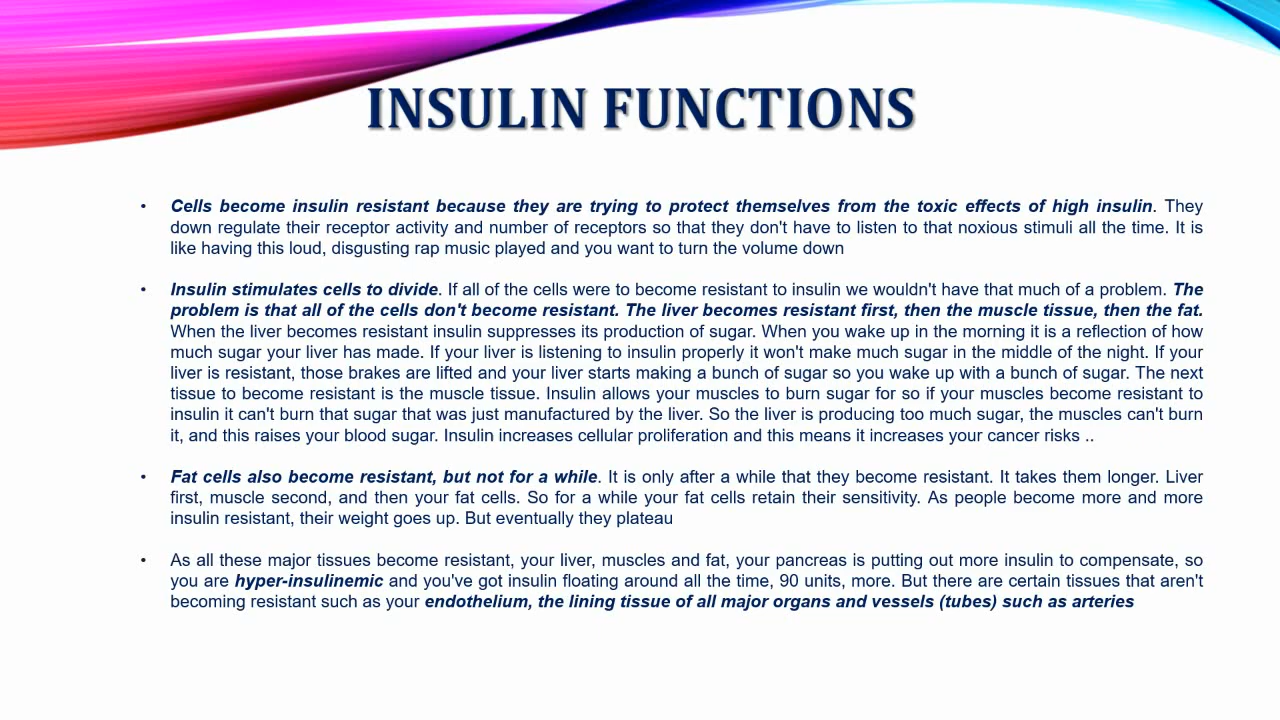 INSULIN FUNCTIONS
• Cells become insulin resistant because they are trying to protect themselves from the toxic effects of high insulin. They
down regulate their receptor activity and number of receptors so that they don't have to listen to that noxious stimuli all the time. It is
like having this loud, disgusting rap music played and you want to turn the volume down
• Insulin stimulates cells to divide. If all of the cells were to become resistant to insulin we wouldn't have that much of a problem. The
problem is that all of the cells don't become resistant. The liver becomes resistant first, then the muscle tissue, then the fat.
When the liver becomes resistant insulin suppresses its production of sugar. When you wake up in the morning it is a reflection of how
much sugar your liver has made. If your liver is listening to insulin properly it won't make much sugar in the middle of the night. If your
liver is resistant, those brakes are lifted and your liver starts making a bunch of sugar so you wake up with a bunch of sugar. The next
tissue to become resistant is the muscle tissue. Insulin allows your muscles to burn sugar for so if your muscles become resistant to
insulin it can't burn that sugar that was just manufactured by the liver. So the liver is producing too much sugar, the muscles can't burn
it, and this raises your blood sugar. Insulin increases cellular proliferation and this means it increases your cancer risks ..
• Fat cells also become resistant, but not for a while. It is only after a while that they become resistant. It takes them longer. Liver
first, muscle second, and then your fat cells. So for a while your fat cells retain their sensitivity. As people become more and more
insulin resistant, their weight goes up. But eventually they plateau
• As all these major tissues become resistant, your liver, muscles and fat, your pancreas is putting out more insulin to compensate, so
you are hyper-insulinemic and you've got insulin floating around all the time, 90 units, more. But there are certain tissues that aren't
becoming resistant such as your endothelium, the lining tissue of all major organs and vessels (tubes) such as arteries